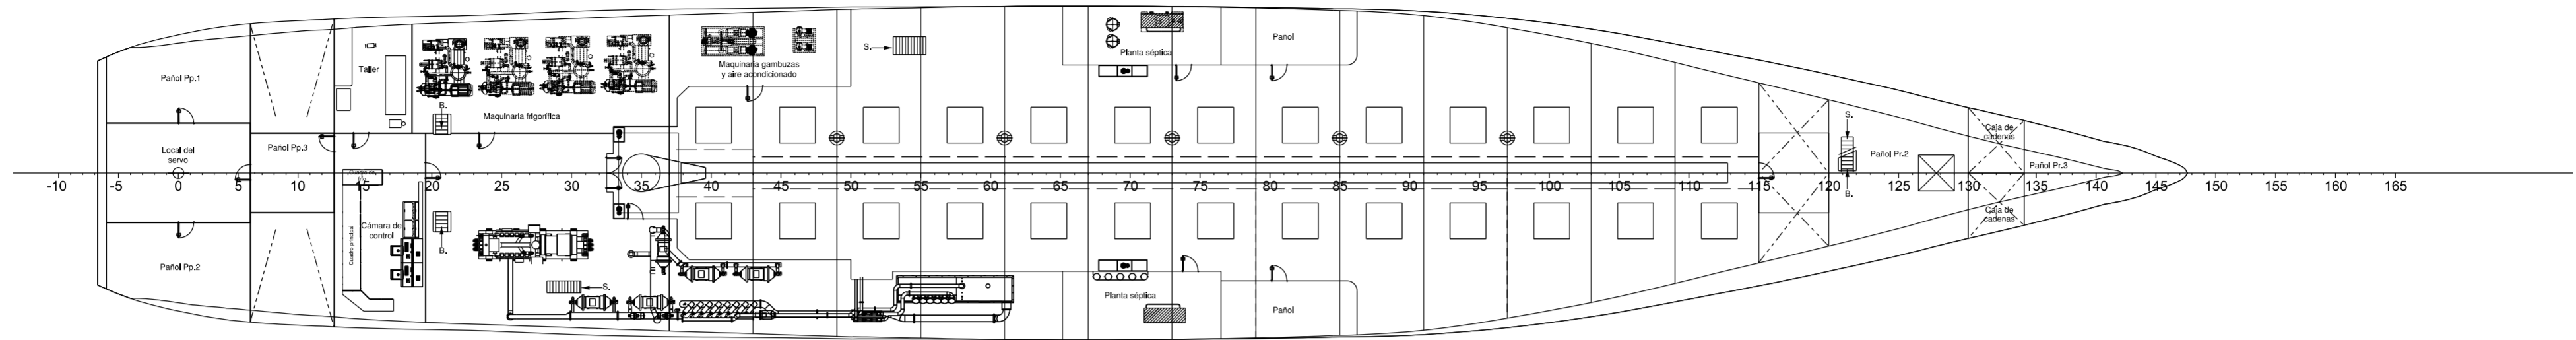 Pañol Pp.1
Taller
B.
Maquinaria frigorífica
Maquinaria gambuzas
y aire acondicionado
S.
Planta séptica
Pañol
Local del
servo
Pañol Pp.3
S.
Caja de
cadenas
Pañol Pr.2
Pañol Pr.3
-10 -5 0 5 10 15 20 25 30 35 40 45 50 55 60 65 70 75 80 85 90 95 100 105 110 115 120 125 130 135 140 145 150 155 160 165
B.
Caja de
cadenas
Cámara de
control
Cuadro principal
B.
Pañol Pp.2
S.
Planta séptica
Pañol